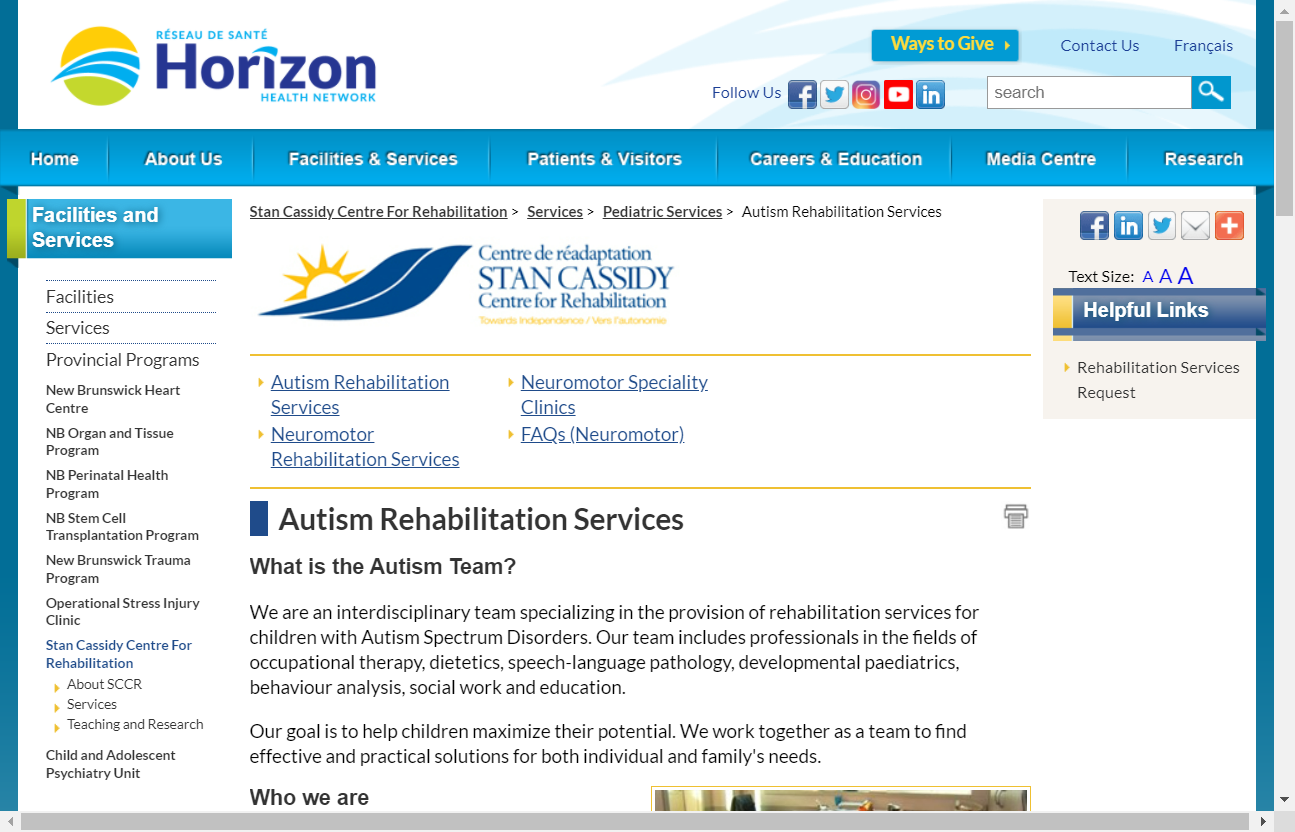 RÉSEAU DE SANTÉ
Horizon
HEALTH NETWORK
Ways to Give
Contact Us
Français
Follow Us
search
Home
About Us
Facilities & Services
Patients & Visitors
Careers & Education
Media Centre
Research
Facilities and
Services
Facilities
Services
Provincial Programs
New Brunswick Heart
Centre
NB Organ and Tissue
Program
NB Perinatal Health
Program
NB Stem Cell
Transplantation Program
New Brunswick Trauma
Program
Operational Stress Injury
Clinic
Stan Cassidy Centre For
Rehabilitation
About SCCR
Services
Teaching and Research
Child and Adolescent
Psychiatry Unit
Stan Cassidy Centre For Rehabilitation > Services > Pediatric Services > Autism Rehabilitation Services
Centre de réadaptation
STAN CASSIDY
Centre for Rehabilitation
Towards Independence / Vers l'autonomie
Autism Rehabilitation
Services
Neuromotor
Rehabilitation Services
Neuromotor Speciality
Clinics
FAQs (Neuromotor)
Autism Rehabilitation Services
What is the Autism Team?
We are an interdisciplinary team specializing in the provision of rehabilitation services for
children with Autism Spectrum Disorders. Our team includes professionals in the fields of
occupational therapy, dietetics, speech-language pathology, developmental paediatrics,
behaviour analysis, social work and education.
Our goal is to help children maximize their potential. We work together as a team to find
effective and practical solutions for both individual and family's needs.
Who we are
Text Size: A A A
Helpful Links
Rehabilitation Services
Request